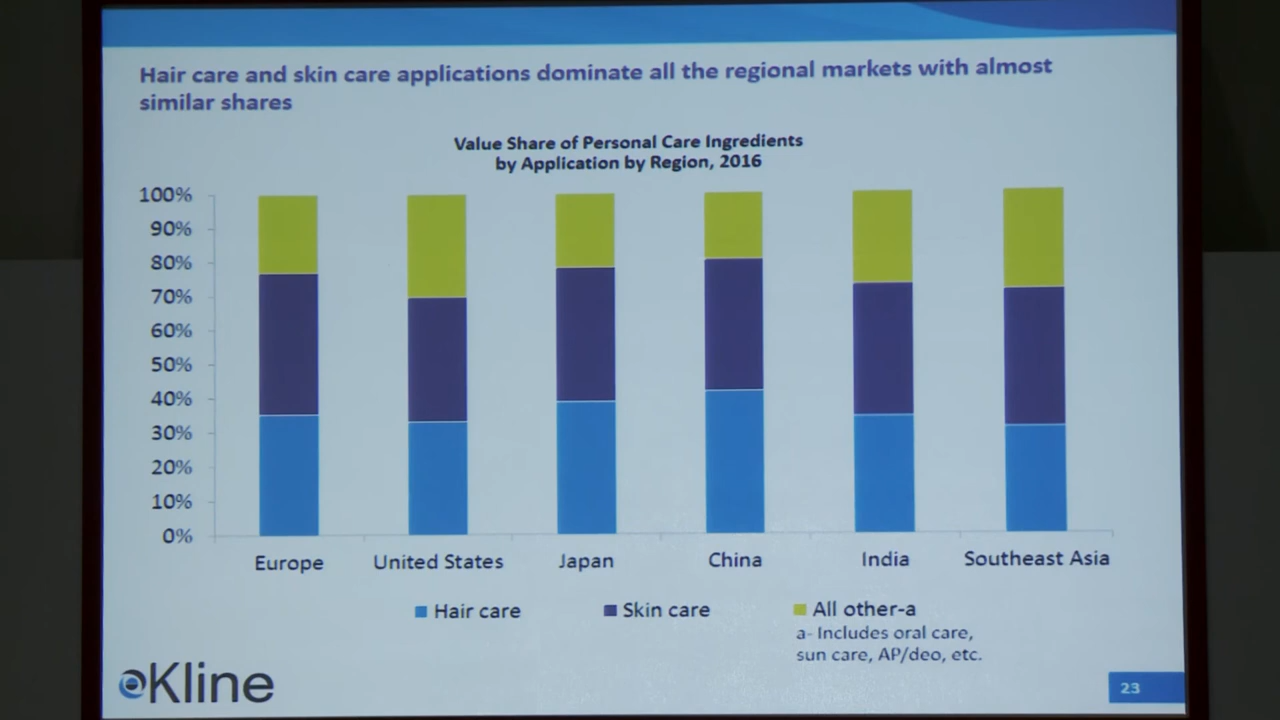 Hair care and skin care applications dominate all the regional markets with almost
similar shares
Value Share of Personal Care Ingredients
by Application by Region, 2016
100%
90%
80%
70%
60%
50%
40%
30%
20%
10%
0%
Europe United States Japan China India Southeast Asia
Hair care Skin care All other-a
a- Includes oral care,
sun care, AP/deo, etc.
Kline
23